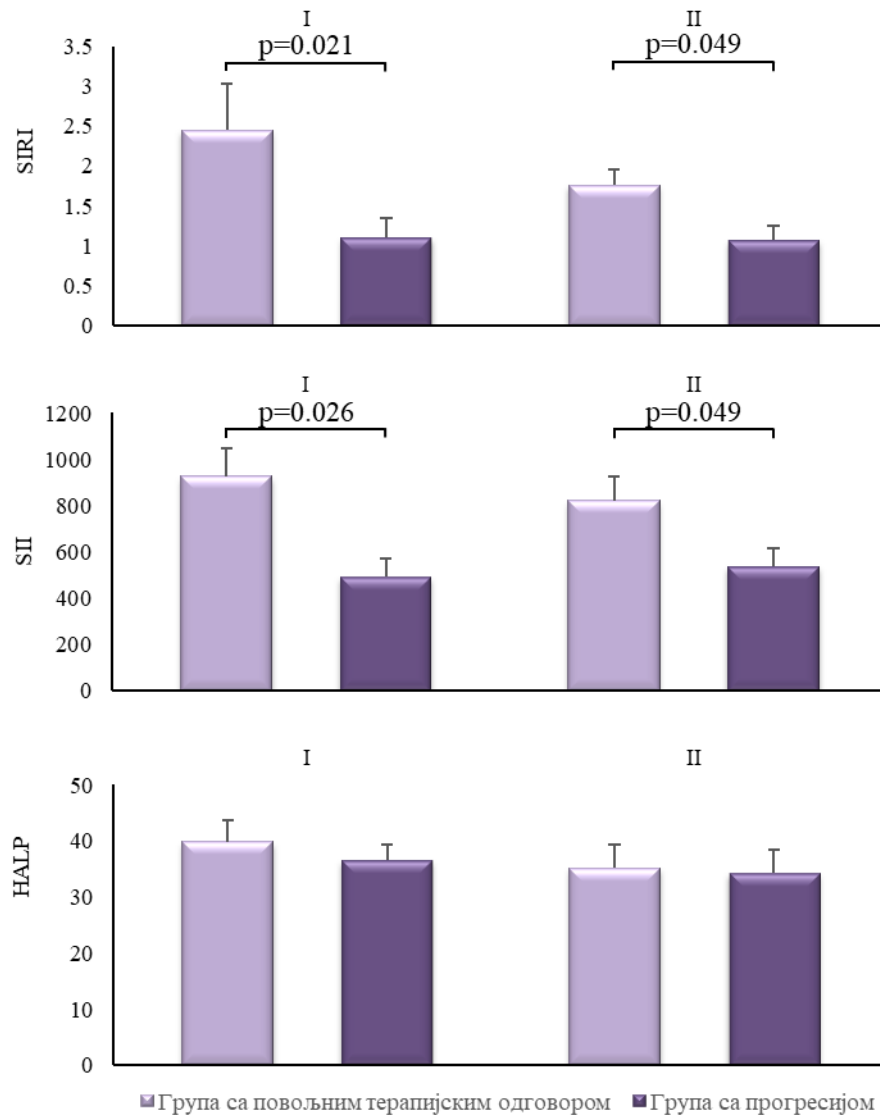 I II
p=0.021 p=0.049
3.5
3
2.5
2
1.5
1
0.5
0
SIRI
I II
p=0.026 p=0.049
1200
1000
800
600
400
200
0
SII
I II
50
40
30
20
10
0
HALP
Група са повољним терапијским одговором Група са прогресијом